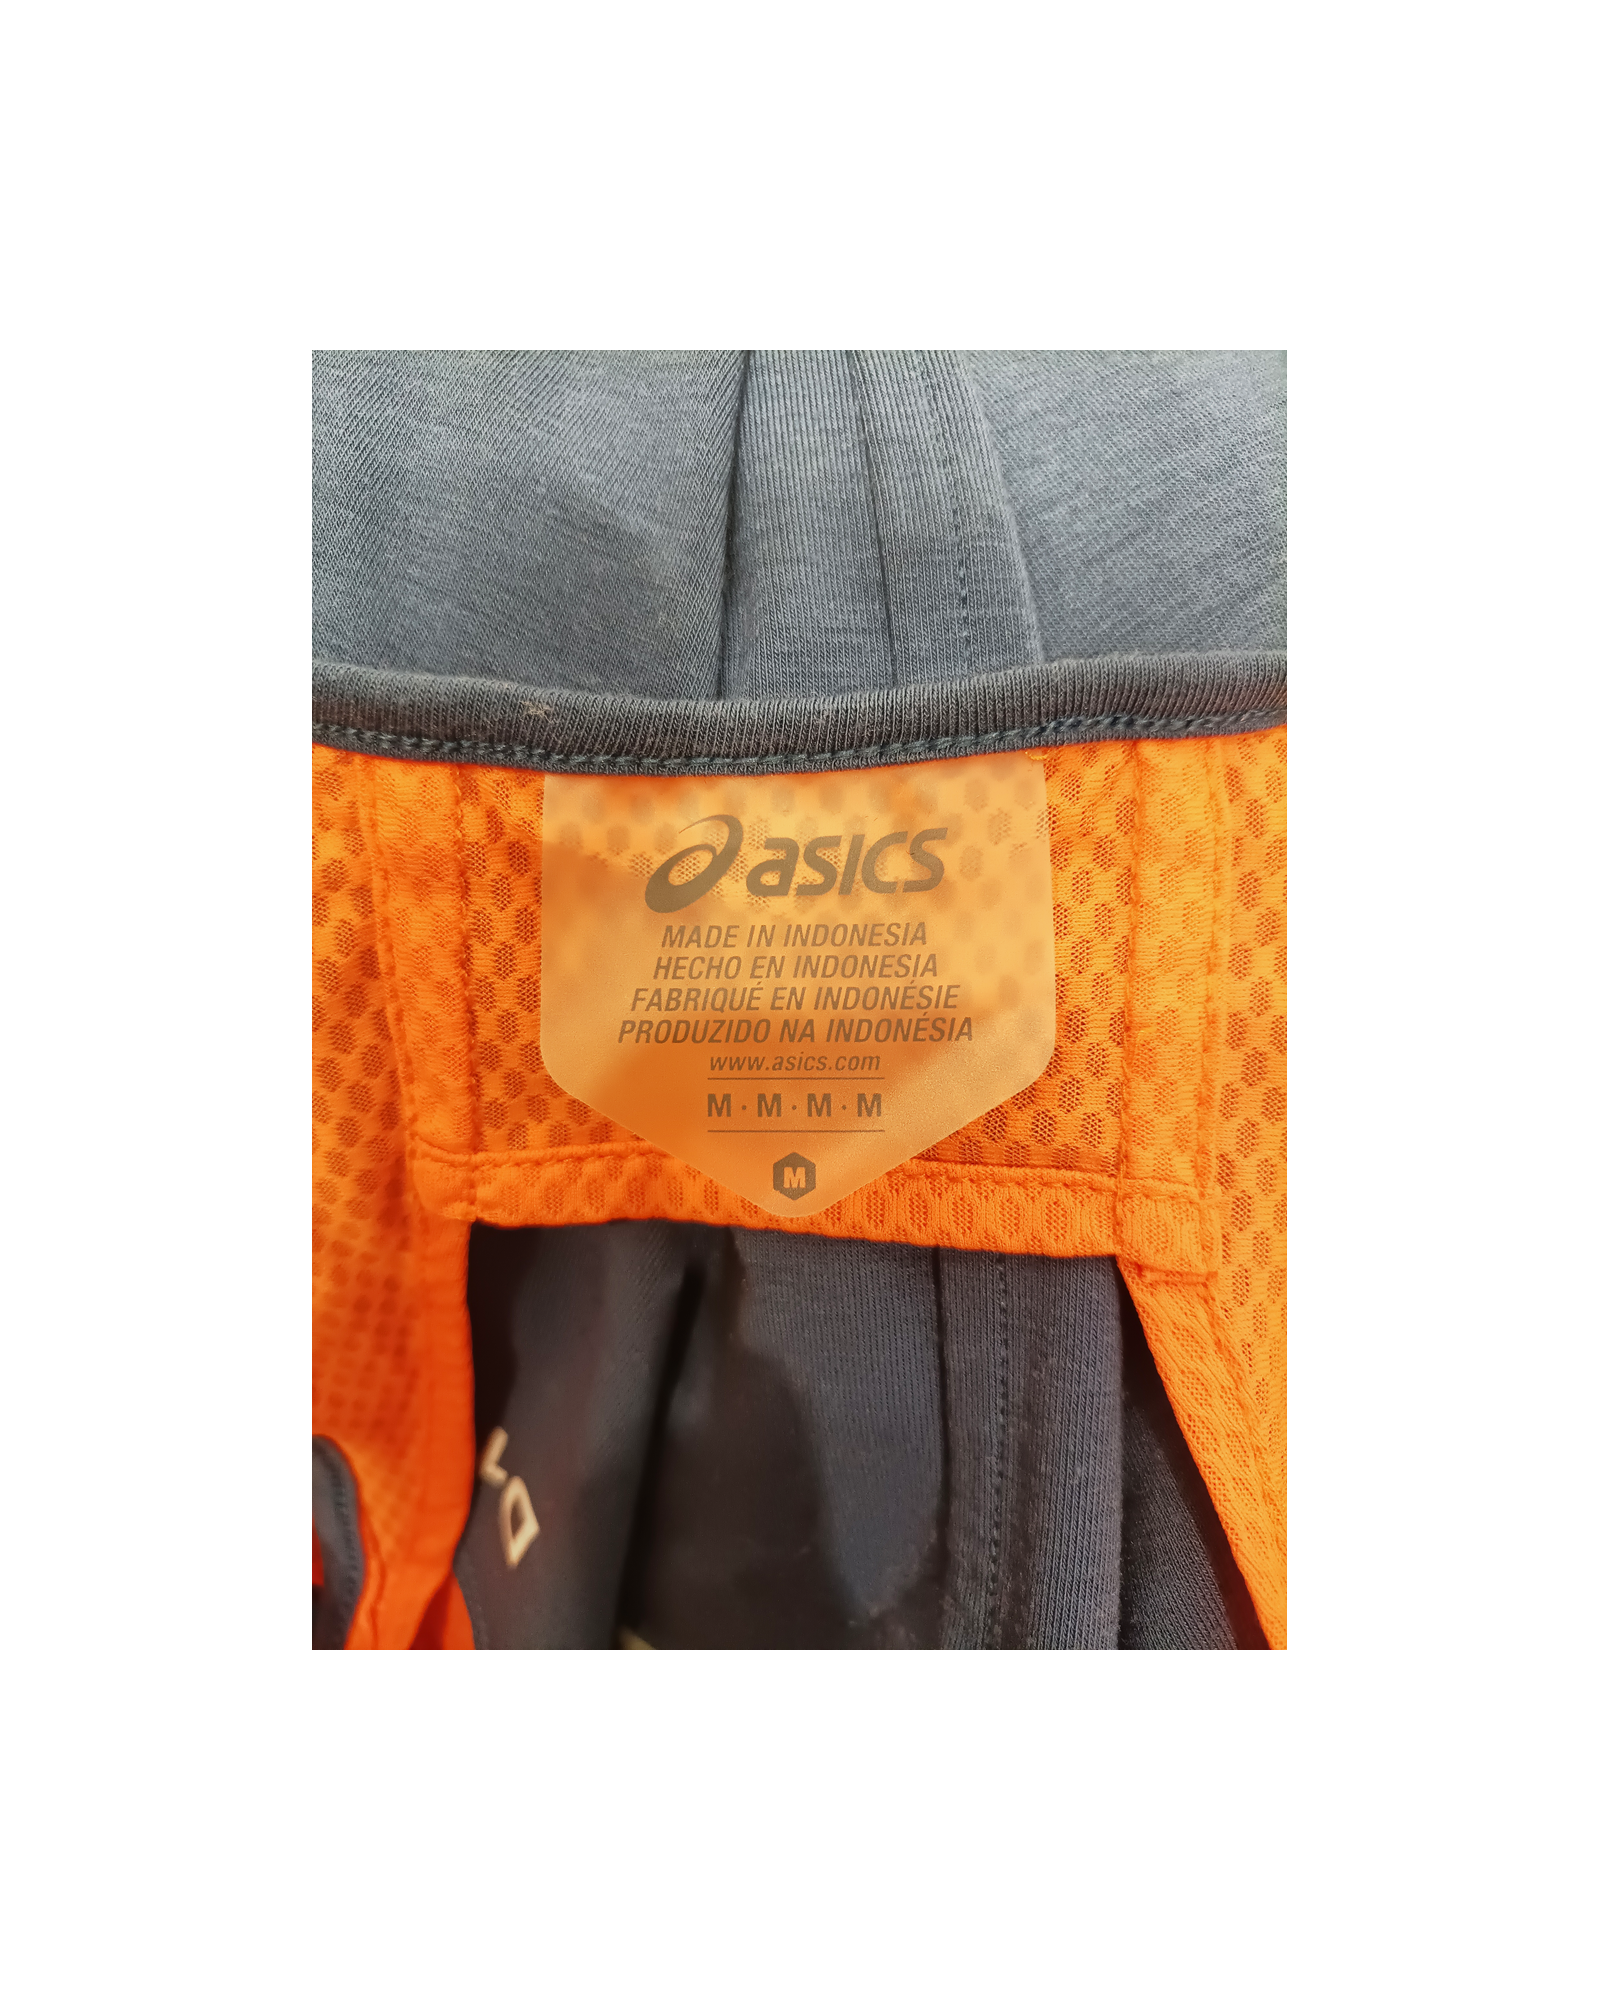 asics
MADE IN INDONESIA
HECHO EN INDONESIA
FABRIQUÉ EN INDONÉSIE
PRODUZIDO NA INDONÉSIA
www.asics.com
M · M · M · M
M